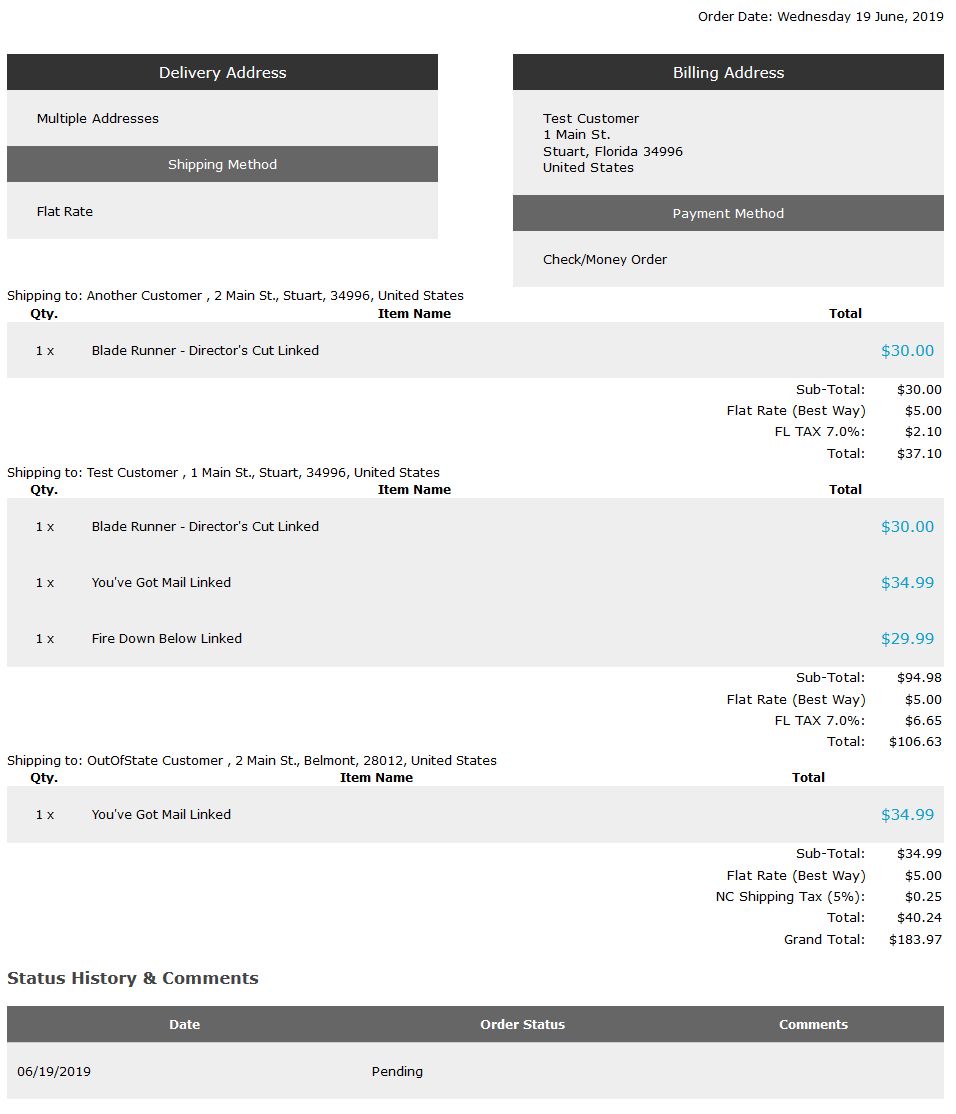 Order Date: Wednesday 19 June, 2019
Delivery Address
Multiple Addresses
Shipping Method
Flat Rate
Billing Address
Test Customer
1 Main St.
Stuart, Florida 34996
United States
Payment Method
Check/Money Order
Shipping to: Another Customer , 2 Main St., Stuart, 34996, United States
Qty. Item Name Total
1 x Blade Runner - Director's Cut Linked $30.00
Sub-Total: $30.00
Flat Rate (Best Way) $5.00
FL TAX 7.0%: $2.10
Total: $37.10
Shipping to: Test Customer , 1 Main St., Stuart, 34996, United States
Qty. Item Name Total
1 x Blade Runner - Director's Cut Linked $30.00
1 x You've Got Mail Linked $34.99
1 x Fire Down Below Linked $29.99
Sub-Total: $94.98
Flat Rate (Best Way) $5.00
FL TAX 7.0%: $6.65
Total: $106.63
Shipping to: OutOfState Customer , 2 Main St., Belmont, 28012, United States
Qty. Item Name Total
1 x You've Got Mail Linked $34.99
Sub-Total: $34.99
Flat Rate (Best Way) $5.00
NC Shipping Tax (5%): $0.25
Total: $40.24
Grand Total: $183.97
Status History & Comments
Date Order Status Comments
06/19/2019 Pending